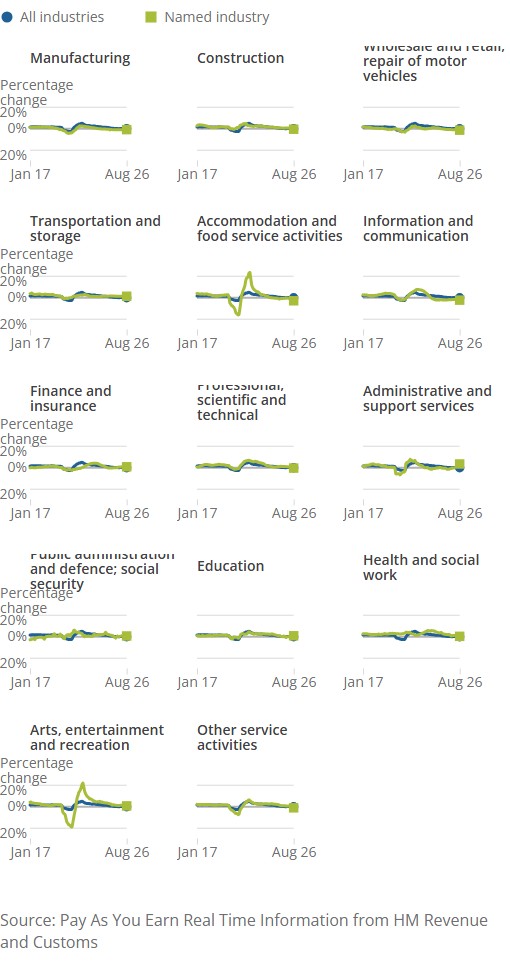 All industries Named industry
Manufacturing
Construction
Wholesale and retail,
repair of motor
vehicles
Percentage
change
20%
0%
20%
Jan 17 Aug 26
Jan 17 Aug 26
Jan 17 Aug 26
Transportation and
storage
Accommodation and
food service activities
Information and
communication
Percentage
change
20%
0%
20%
Jan 17 Aug 26
Jan 17 Aug 26
Jan 17 Aug 26
Finance and
insurance
Professional,
scientific and
technical
Administrative and
support services
Percentage
change
20%
0%
20%
Jan 17 Aug 26
Jan 17 Aug 26
Jan 17 Aug 26
Public administration
and defence; social
security
Education
Health and social
work
Percentage
change
20%
0%
20%
Jan 17 Aug 26
Jan 17 Aug 26
Jan 17 Aug 26
Arts, entertainment
and recreation
Other service
activities
Percentage
change
20%
0%
20%
Jan 17 Aug 26
Jan 17 Aug 26
Source: Pay As You Earn Real Time Information from HM Revenue
and Customs